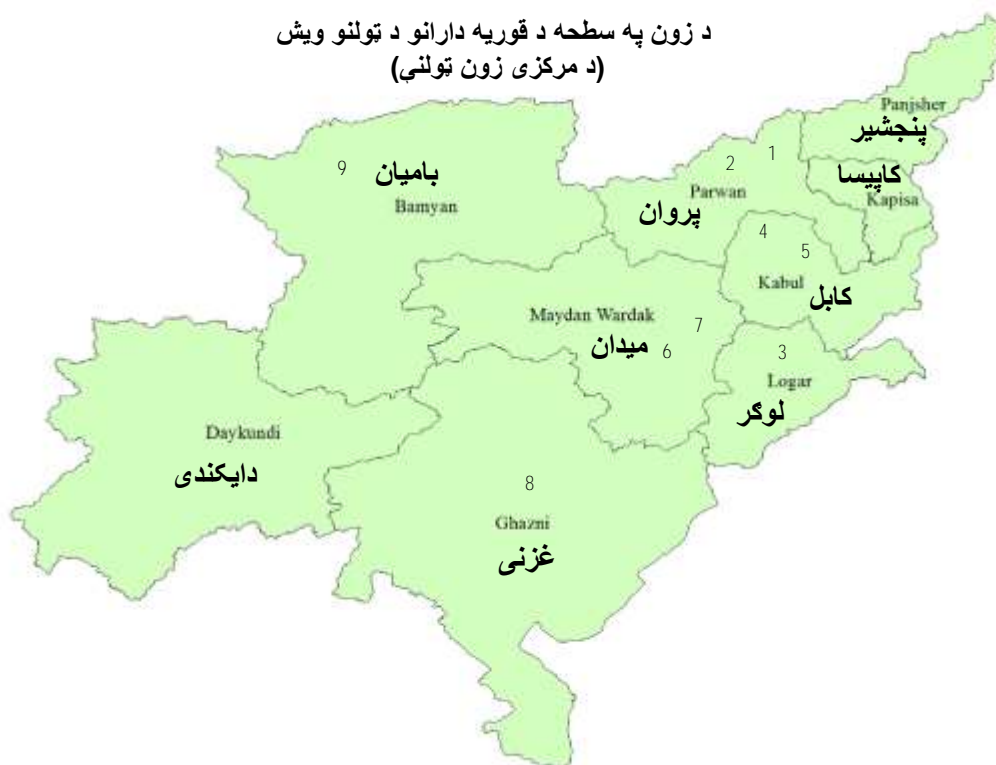 د زون په سطحه د قوریه دارانو د ټولنو ویش
(د مرکزی زون ټولنې)
Panjsher
پنجشیر
1
2
9
بامیان
Bamyan
Parwan
پروان
کاپیسا
Kapisa
4
5
Kabul
کابل
Maydan Wardak
7
میدان
6
3
Logar
لوګر
Daykundi
دایکندی
8
Ghazni
غزنی